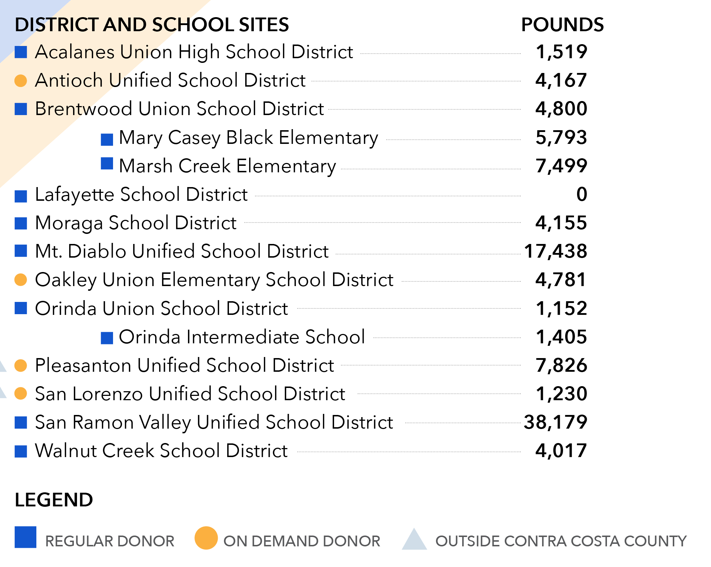 DISTRICT AND SCHOOL SITES POUNDS
Acalanes Union High School District 1,519
Antioch Unified School District 4,167
Brentwood Union School District 4,800
Mary Casey Black Elementary 5,793
Marsh Creek Elementary 7,499
Lafayette School District 0
Moraga School District 4,155
Mt. Diablo Unified School District 17,438
Oakley Union Elementary School District 4,781
Orinda Union School District 1,152
Orinda Intermediate School 1,405
Pleasanton Unified School District 7,826
San Lorenzo Unified School District 1,230
San Ramon Valley Unified School District 38,179
Walnut Creek School District 4,017
LEGEND
REGULAR DONOR ON DEMAND DONOR OUTSIDE CONTRA COSTA COUNTY